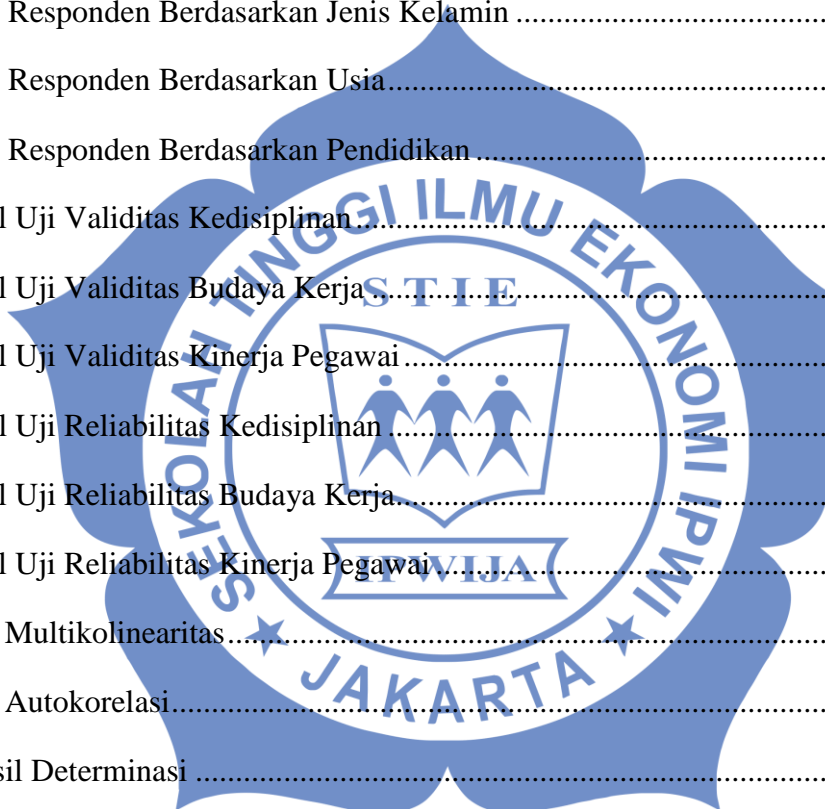 Responden Berdasarkan Jenis Kelamin ........................................................
Responden Berdasarkan Usia........................................................
Responden Berdasarkan Pendidikan ........................................................
l Uji Validitas Kedisiplinan........................................................
l Uji Validitas Budaya Kerja........................................................
l Uji Validitas Kinerja Pegawai ........................................................
l Uji Reliabilitas Kedisiplinan ........................................................
l Uji Reliabilitas Budaya Kerja........................................................
l Uji Reliabilitas Kinerja Pegawai ........................................................
Multikolinearitas........................................................
Autokorelasi........................................................
sil Determinasi ........................................................
SEKOLAH TINGGI ILMU EKONOMI IPWI
★ JAKARTA ★
STIE
IPWIJA